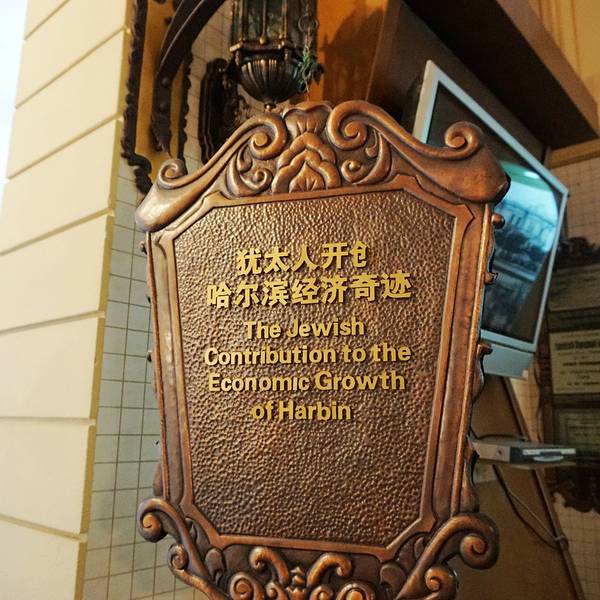 犹太人开仓
哈尔滨经济奇迹
The Jewish
Contribution to the
Economic Growth
of Harbin